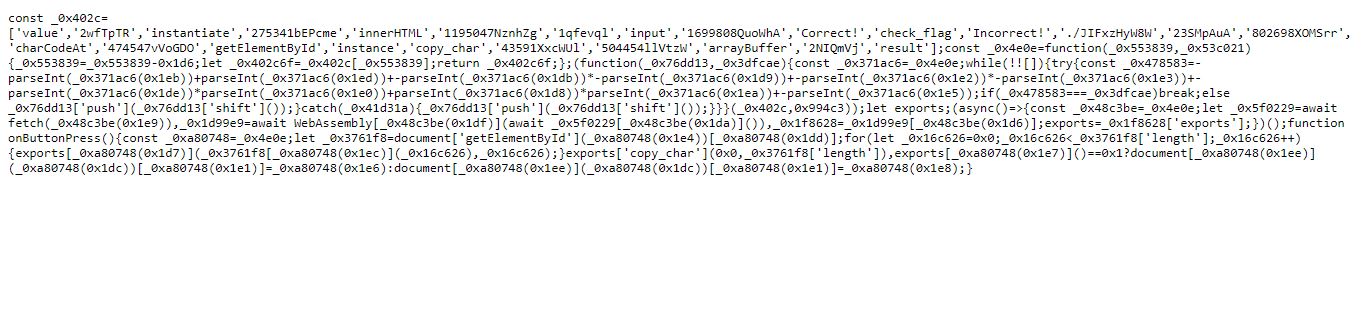 const _0x402c=
['value','2wfTpTR','instantiate','275341bEPcme','innerHTML','1195047NznhZg','1qfevql','input','1699808QuoWhA','Correct!','check_flag','Incorrect!','./JIFxzHyW8W','23SMpAuA','802698XOMSrr',
'charCodeAt','474547vVoGDO','getElementById','instance','copy_char','43591XxcWUl','504454llVtzW','arrayBuffer','2NIQmVj','result'];const _0x4e0e=function(_0x553839,_0x53c021)
{_0x553839=_0x553839-0x1d6;let _0x402c6f=_0x402c[_0x553839];return _0x402c6f;};(function(_0x76dd13,_0x3dfcae){const _0x371ac6=_0x4e0e;while(!![]){try{const _0x478583=-
parseInt(_0x371ac6(0x1eb))+parseInt(_0x371ac6(0x1ed))+-parseInt(_0x371ac6(0x1db))*-parseInt(_0x371ac6(0x1d9))+-parseInt(_0x371ac6(0x1e2))*-parseInt(_0x371ac6(0x1e3))+-
parseInt(_0x371ac6(0x1de))*parseInt(_0x371ac6(0x1e0))+parseInt(_0x371ac6(0x1d8))*parseInt(_0x371ac6(0x1ea))+-parseInt(_0x371ac6(0x1e5));if(_0x478583===_0x3dfcae)break;else
_0x76dd13['push'](_0x76dd13['shift']());}catch(_0x41d31a){_0x76dd13['push'](_0x76dd13['shift']());}}}(_0x402c,0x994c3));let exports;(async()=>{const _0x48c3be=_0x4e0e;let _0x5f0229=await
fetch(_0x48c3be(0x1e9)),_0x1d99e9=await WebAssembly[_0x48c3be(0x1df)](await _0x5f0229[_0x48c3be(0x1da)]()),_0x1f8628=_0x1d99e9[_0x48c3be(0x1d6)];exports=_0x1f8628['exports'];})();function
onButtonPress(){const _0xa80748=_0x4e0e;let _0x3761f8=document['getElementById'](_0xa80748(0x1e4))[_0xa80748(0x1dd)];for(let _0x16c626=0x0;_0x16c626<_0x3761f8['length'];_0x16c626++)
{exports[_0xa80748(0x1d7)](_0x3761f8[_0xa80748(0x1ec)](_0x16c626),_0x16c626);}exports['copy_char'](0x0,_0x3761f8['length']),exports[_0xa80748(0x1e7)]()==0x1?document[_0xa80748(0x1ee)]
(_0xa80748(0x1dc))[_0xa80748(0x1e1)]=_0xa80748(0x1e6):document[_0xa80748(0x1ee)](_0xa80748(0x1dc))[_0xa80748(0x1e1)]=_0xa80748(0x1e8);}